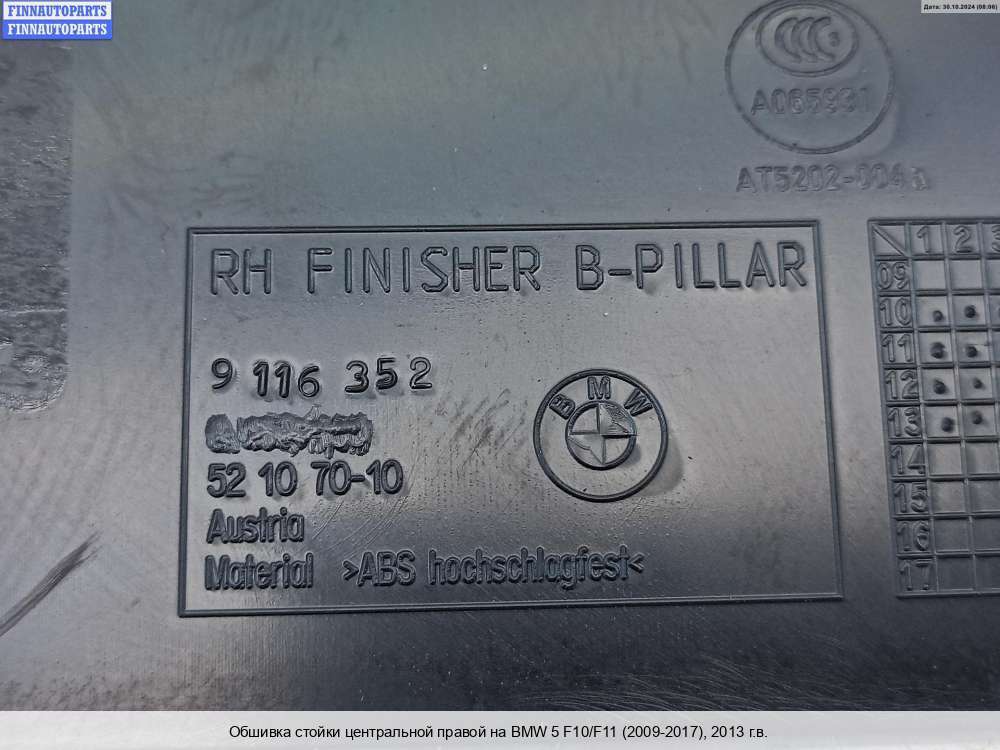 FINNAUTOPARTS
FINNAUTOPARTS
Дата: 30.10.2024 (08:06)
A065931
RH FINISHER B-PILLAR
9 116 352
BMW
52 10 70-10
Austria
Material >ABS hochschlagfest<
1 2 3
09
10
11
12
13
14
15
16
17
Обшивка стойки центральной правой на BMW 5 F10/F11 (2009-2017), 2013 г.в.